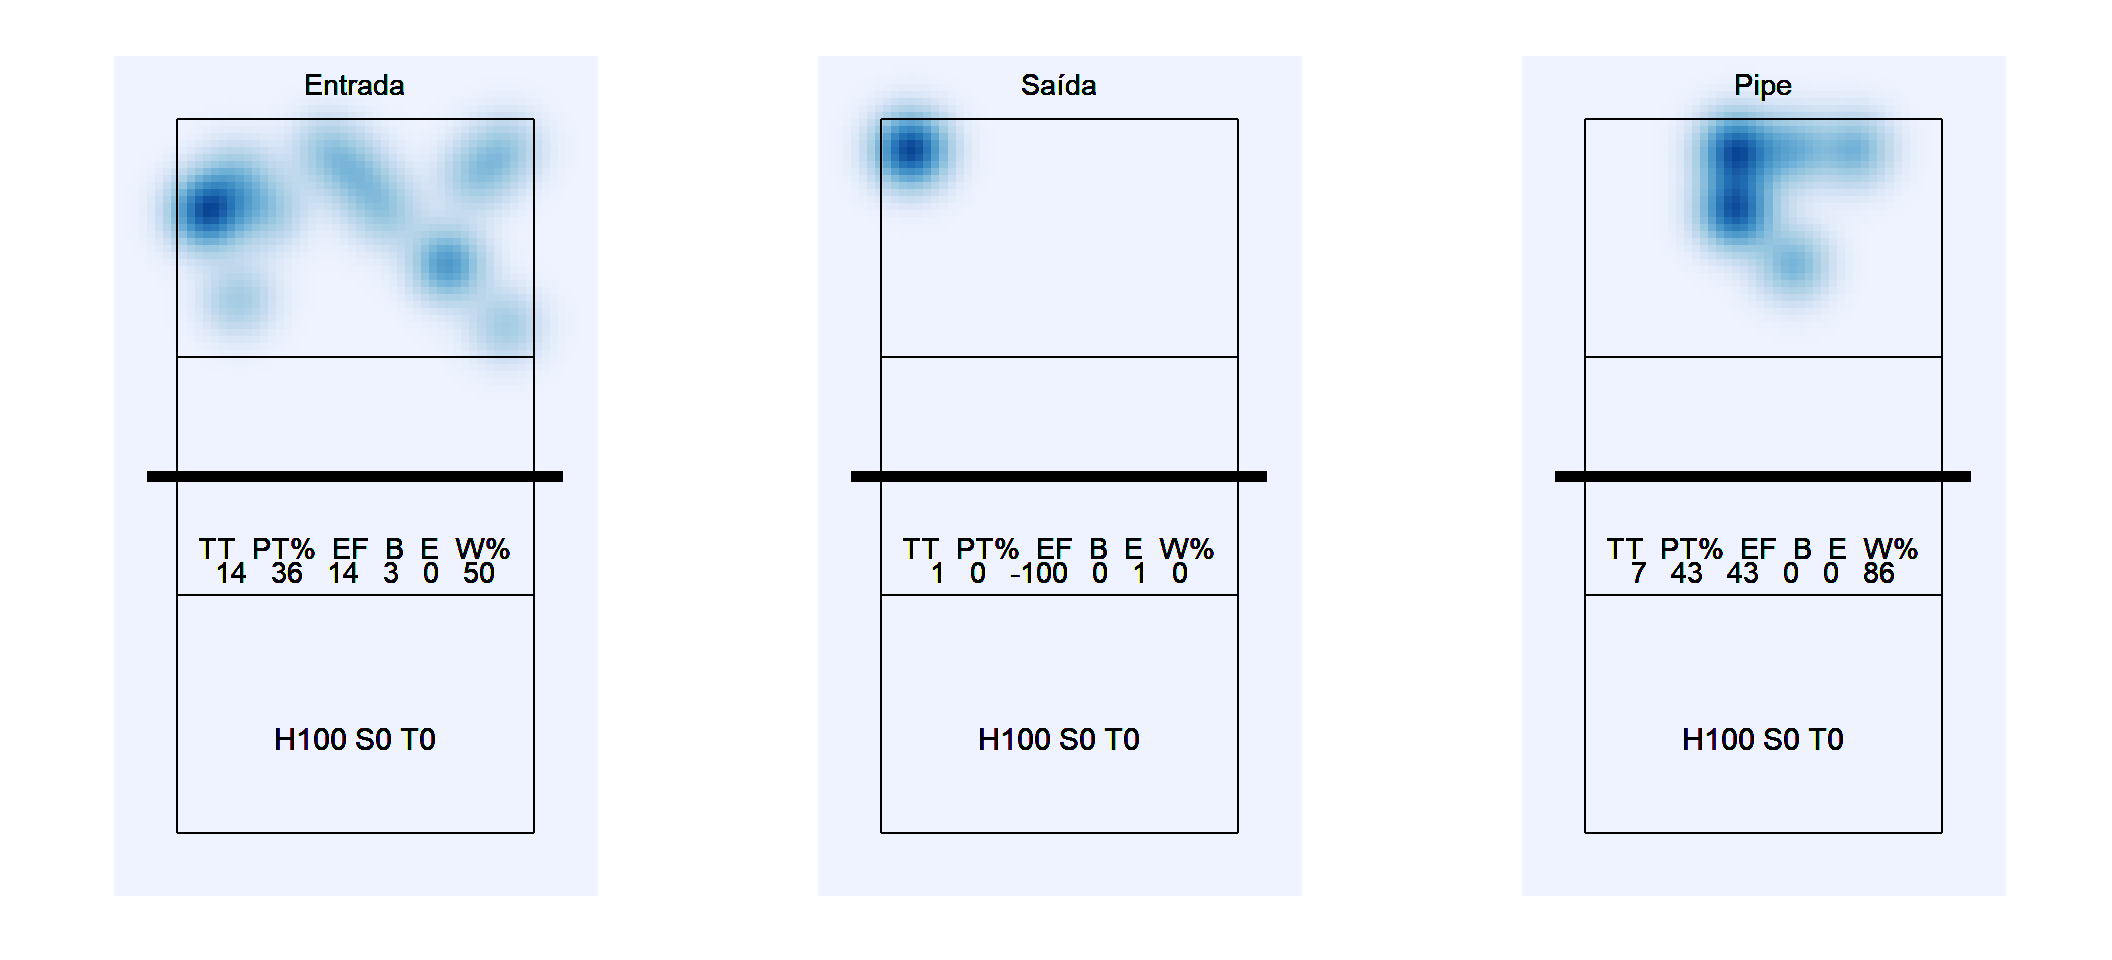 Entrada
TT PT% EF B E W%
14 36 14 3 0 50
H100 S0 T0
Saída
TT PT% EF B E W%
1 0 -100 0 1 0
H100 S0 T0
Pipe
TT PT% EF B E W%
7 43 43 0 0 86
H100 S0 T0